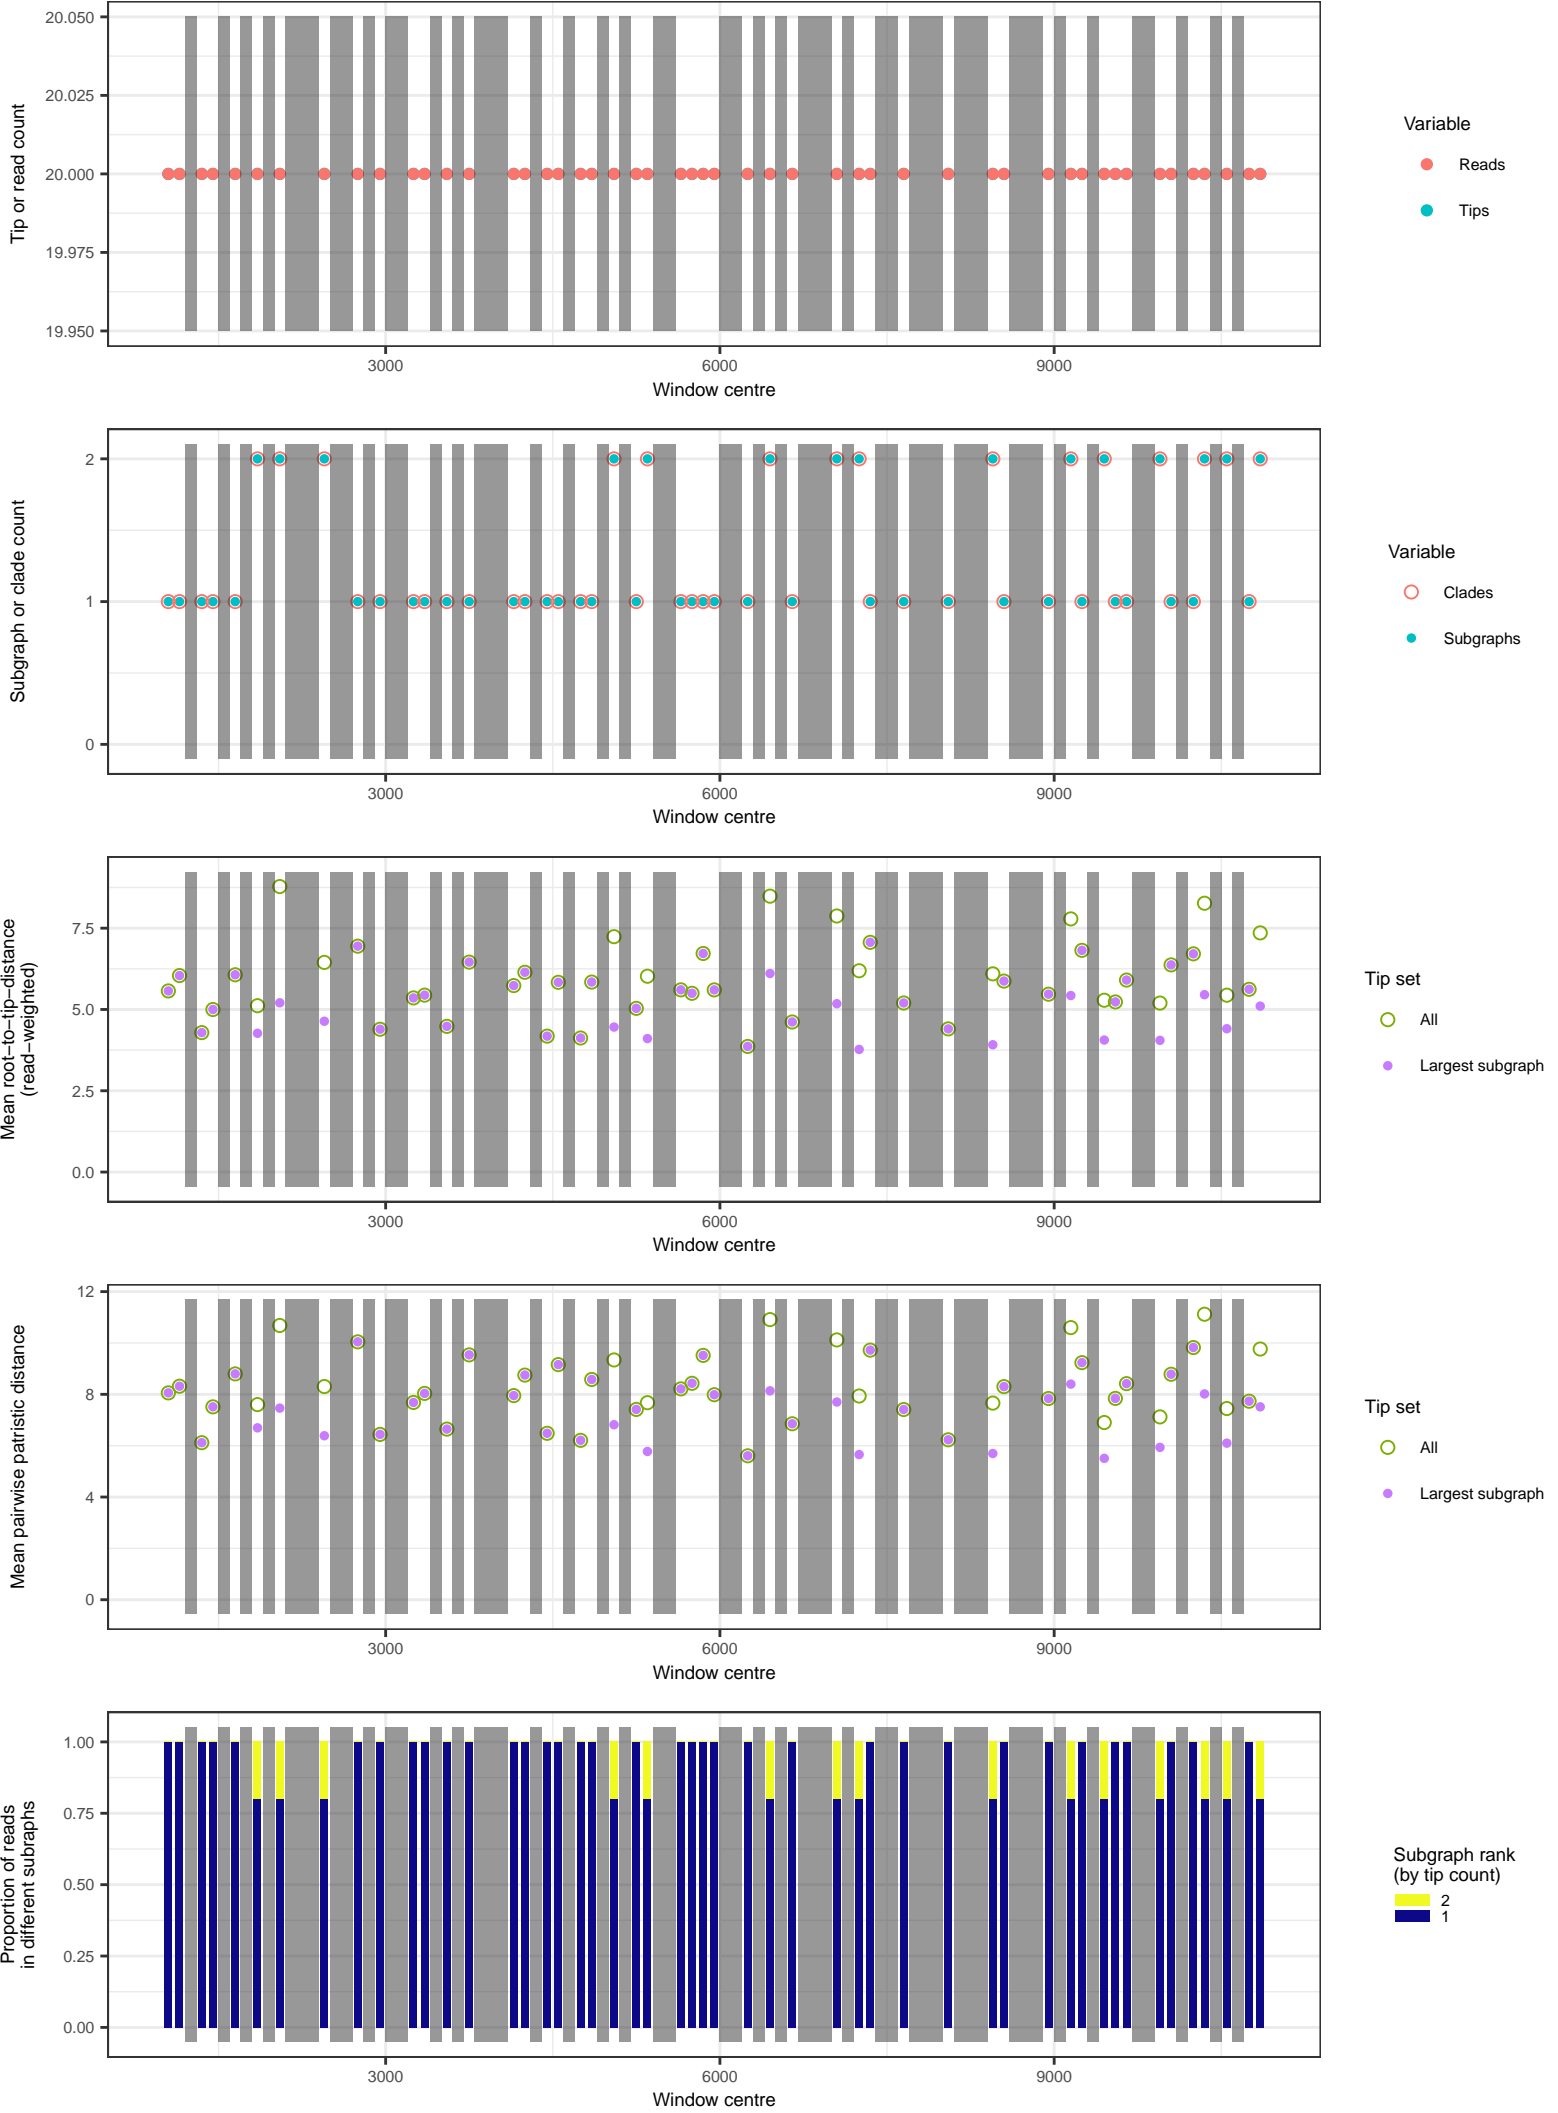 20.050
20.025
20.000
19.975
19.950
Tip or read count
3000
6000
9000
Window centre
Variable
Reads
Tips
2
1
0
Subgraph or clade count
3000
6000
9000
Window centre
Variable
Clades
Subgraphs
7.5
5.0
2.5
0.0
Mean root−to−tip−distance
(read−weighted)
3000
6000
9000
Window centre
Tip set
All
Largest subgraph
12
8
4
0
Mean pairwise patristic distance
3000
6000
9000
Window centre
Tip set
All
Largest subgraph
1.00
0.75
0.50
0.25
0.00
Proportion of reads
in different subraphs
3000
6000
9000
Window centre
Subgraph rank
(by tip count)
2
1